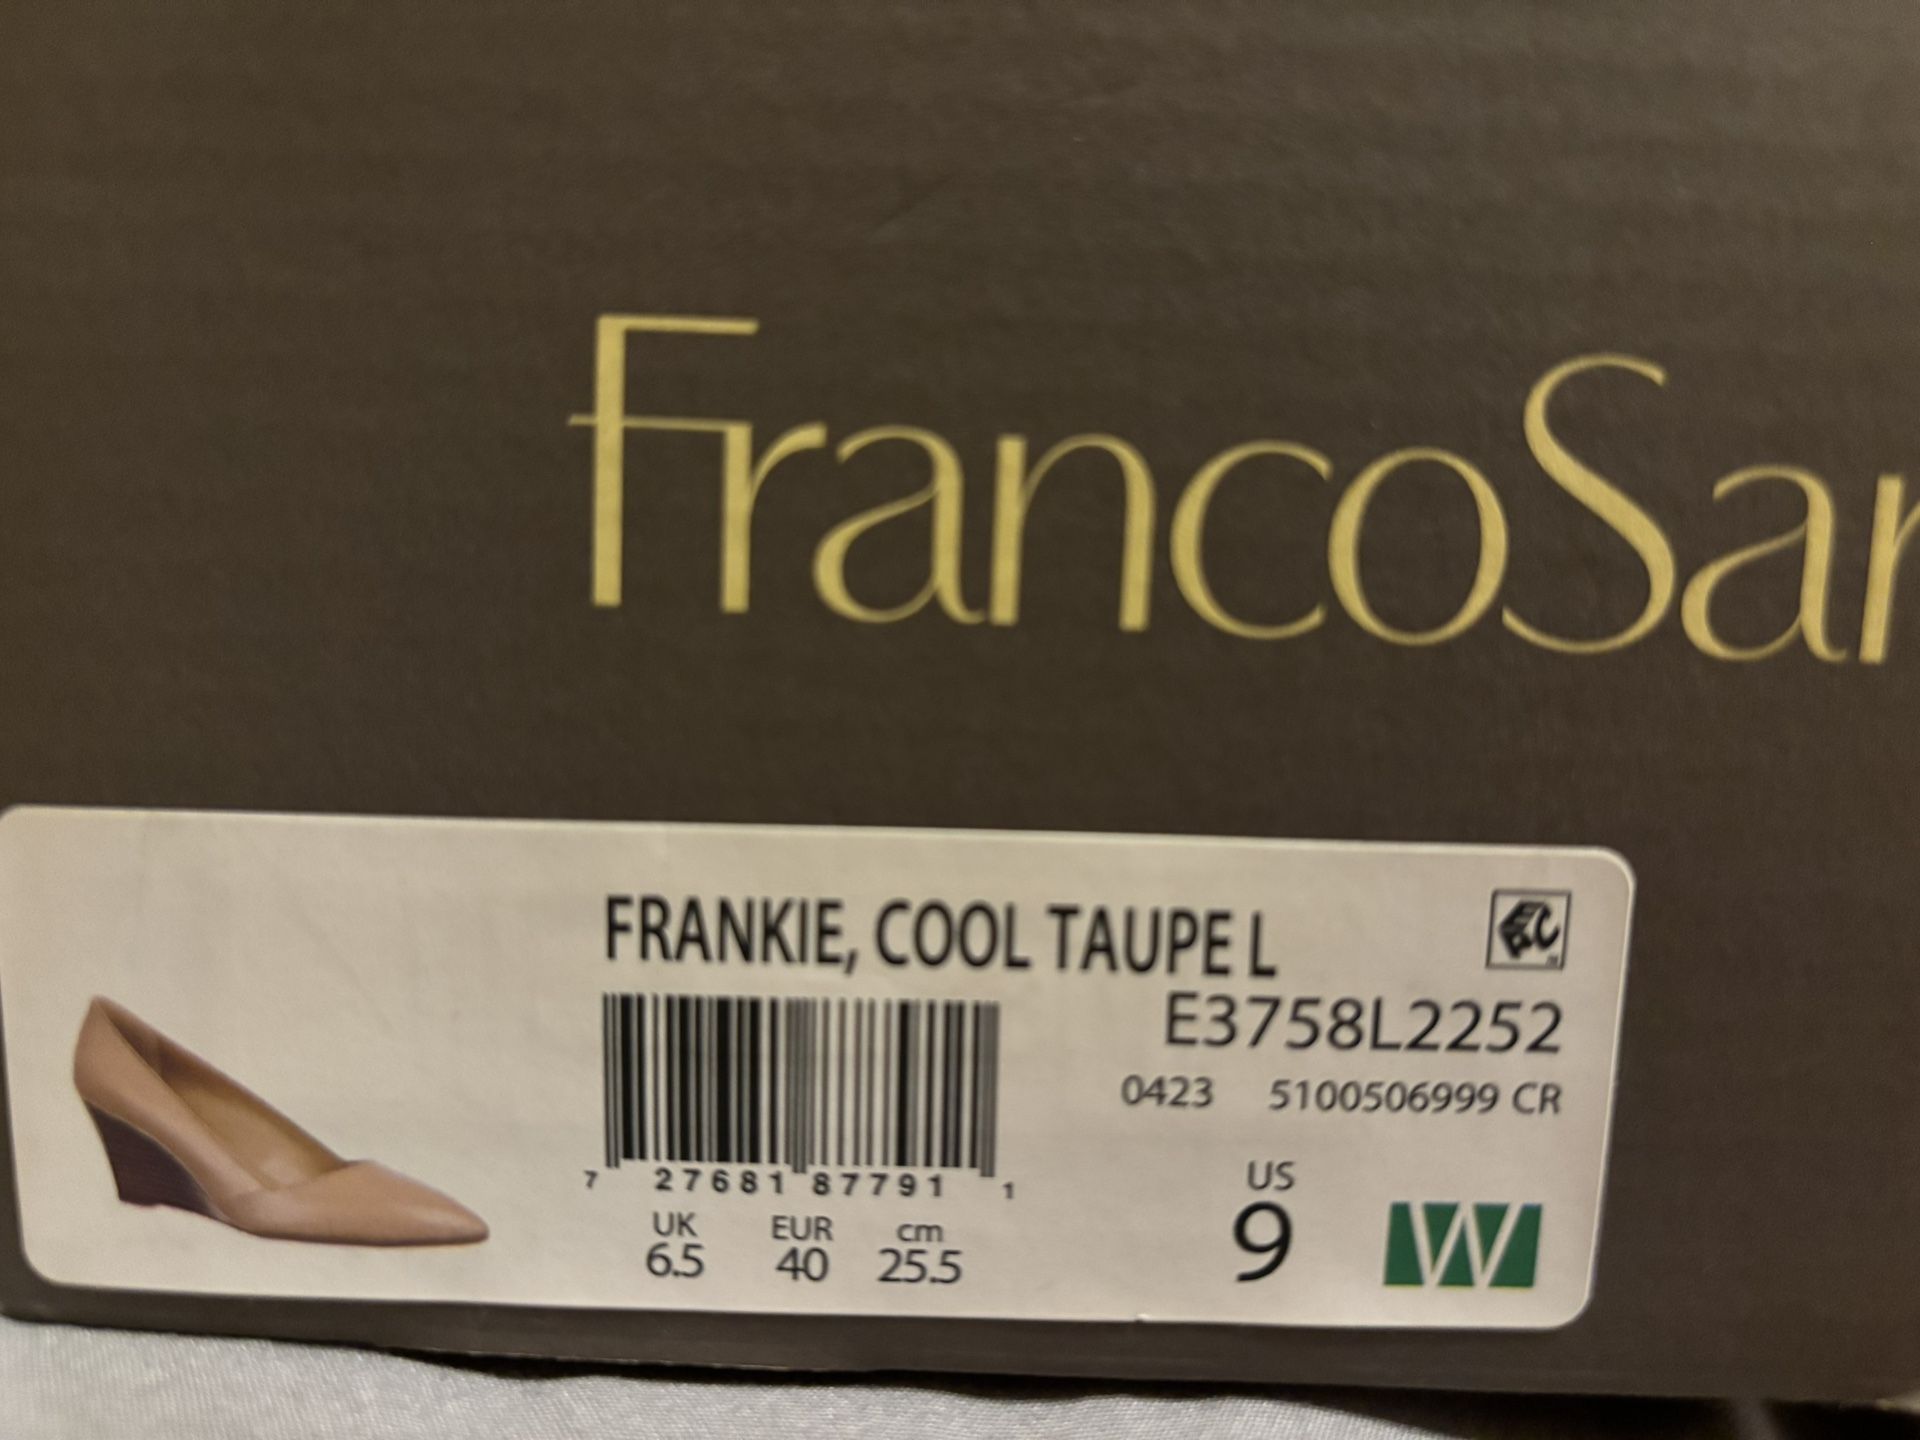 FrancoSar
FRANKIE, COOL TAUPE L
E3758L2252
0423 5100506999 CR
7 27681 87791 1
UK EUR cm
6.5 40 25.5
US
9 W